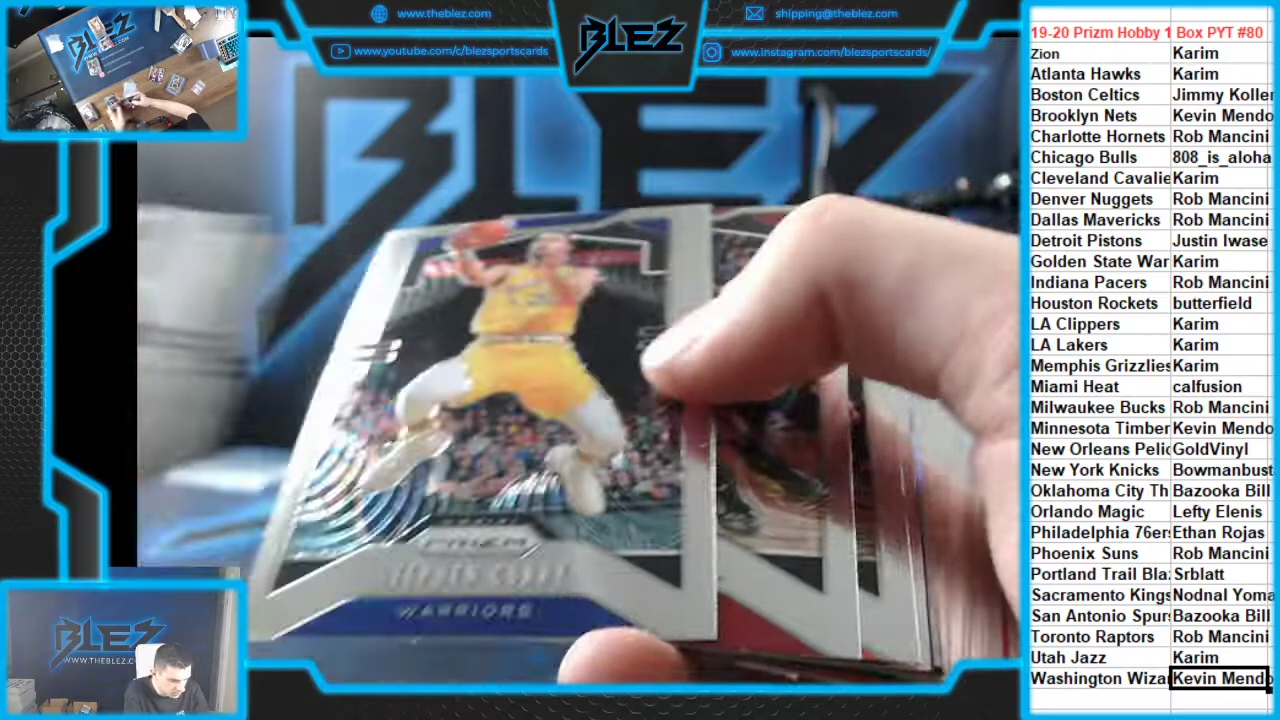 www.theblez.com
shipping@theblez.com
www.youtube.com/c/blezsportscards
www.instagram.com/blezsportscards/
BLEZ
BLEZ
PRIZM
WARRIORS
BLEZ
WWW.THEBLEZ.COM
19-20 Prizm Hobby 1 Box PYT #80
Zion Karim
Atlanta Hawks Karim
Boston Celtics Jimmy Koller
Brooklyn Nets Kevin Mendo
Charlotte Hornets Rob Mancini
Chicago Bulls 808_is_aloha
Cleveland Cavalie Karim
Denver Nuggets Rob Mancini
Dallas Mavericks Rob Mancini
Detroit Pistons Justin Iwase
Golden State War Karim
Indiana Pacers Rob Mancini
Houston Rockets butterfield
LA Clippers Karim
LA Lakers Karim
Memphis Grizzlies Karim
Miami Heat calfusion
Milwaukee Bucks Rob Mancini
Minnesota Timber Kevin Mendo
New Orleans Pelic GoldVinyl
New York Knicks Bowmanbust
Oklahoma City Th Bazooka Bill
Orlando Magic Lefty Elenis
Philadelphia 76ers Ethan Rojas
Phoenix Suns Rob Mancini
Portland Trail Bla Srblatt
Sacramento Kings Nodnal Yoma
San Antonio Spurs Bazooka Bill
Toronto Raptors Rob Mancini
Utah Jazz Karim
Washington Wiza Kevin Mendo